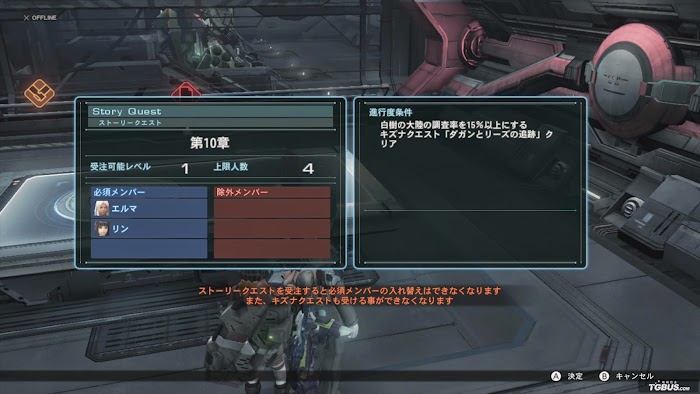 × OFFLINE
Story Quest
ストーリークエスト
第10章
受注可能レベル 1 上限人数 4
必須メンバー
エルマ
リン
除外メンバー
進行度条件
白樹の大陸の調査率を15%以上にする
キズナクエスト「ダガンとリーズの追跡」ク
リア
ストーリークエストを受注すると必須メンバーの入れ替えはできなくなります
また、キズナクエストも受ける事ができなくなります
A 決定 B キャンセル
TGBUS.COM